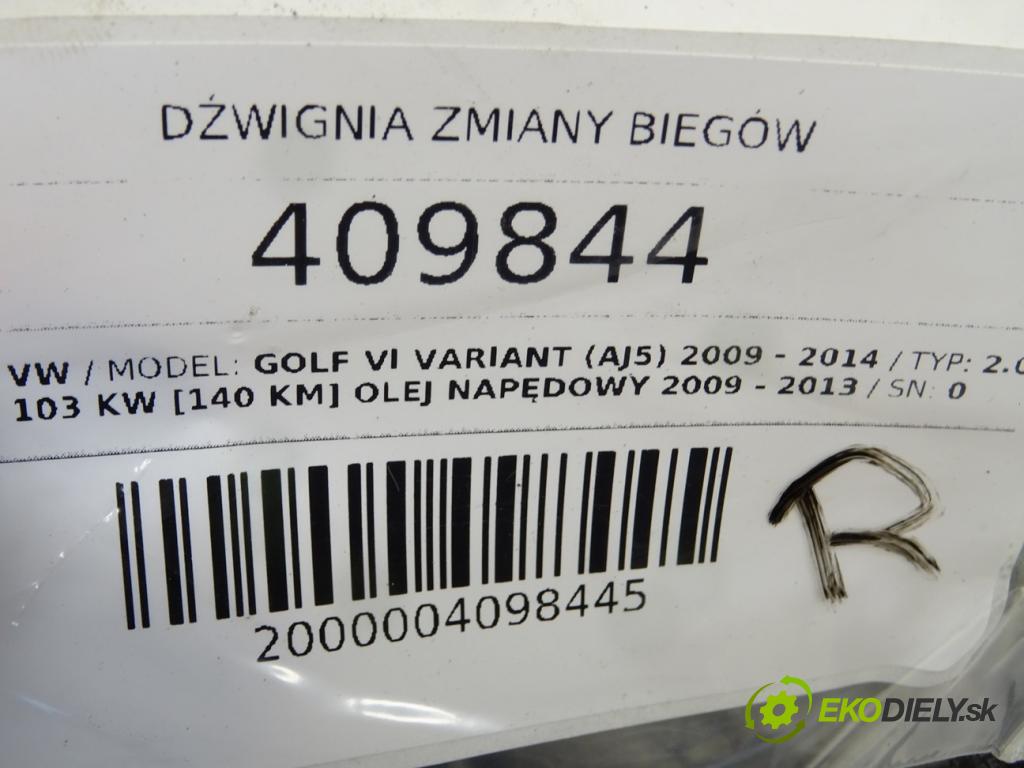 DŹWIGNIA ZMIANY BIEGÓW
409844
VW / MODEL: GOLF VI VARIANT (AJ5) 2009 - 2014 / TYP: 2.0
103 KW [140 KM] OLEJ NAPĘDOWY 2009 - 2013 / SN: 0
R
2000004098445
EKODIELY.sk